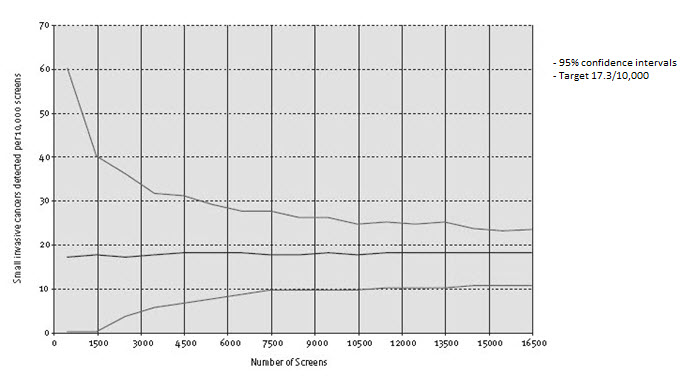 70
60
50
40
30
20
10
0
Small invasive cancers detected per 10,000 screens
0 1500 3000 4500 6000 7500 9000 10500 12000 13500 15000 16500
Number of Screens
- 95% confidence intervals
- Target 17.3/10,000